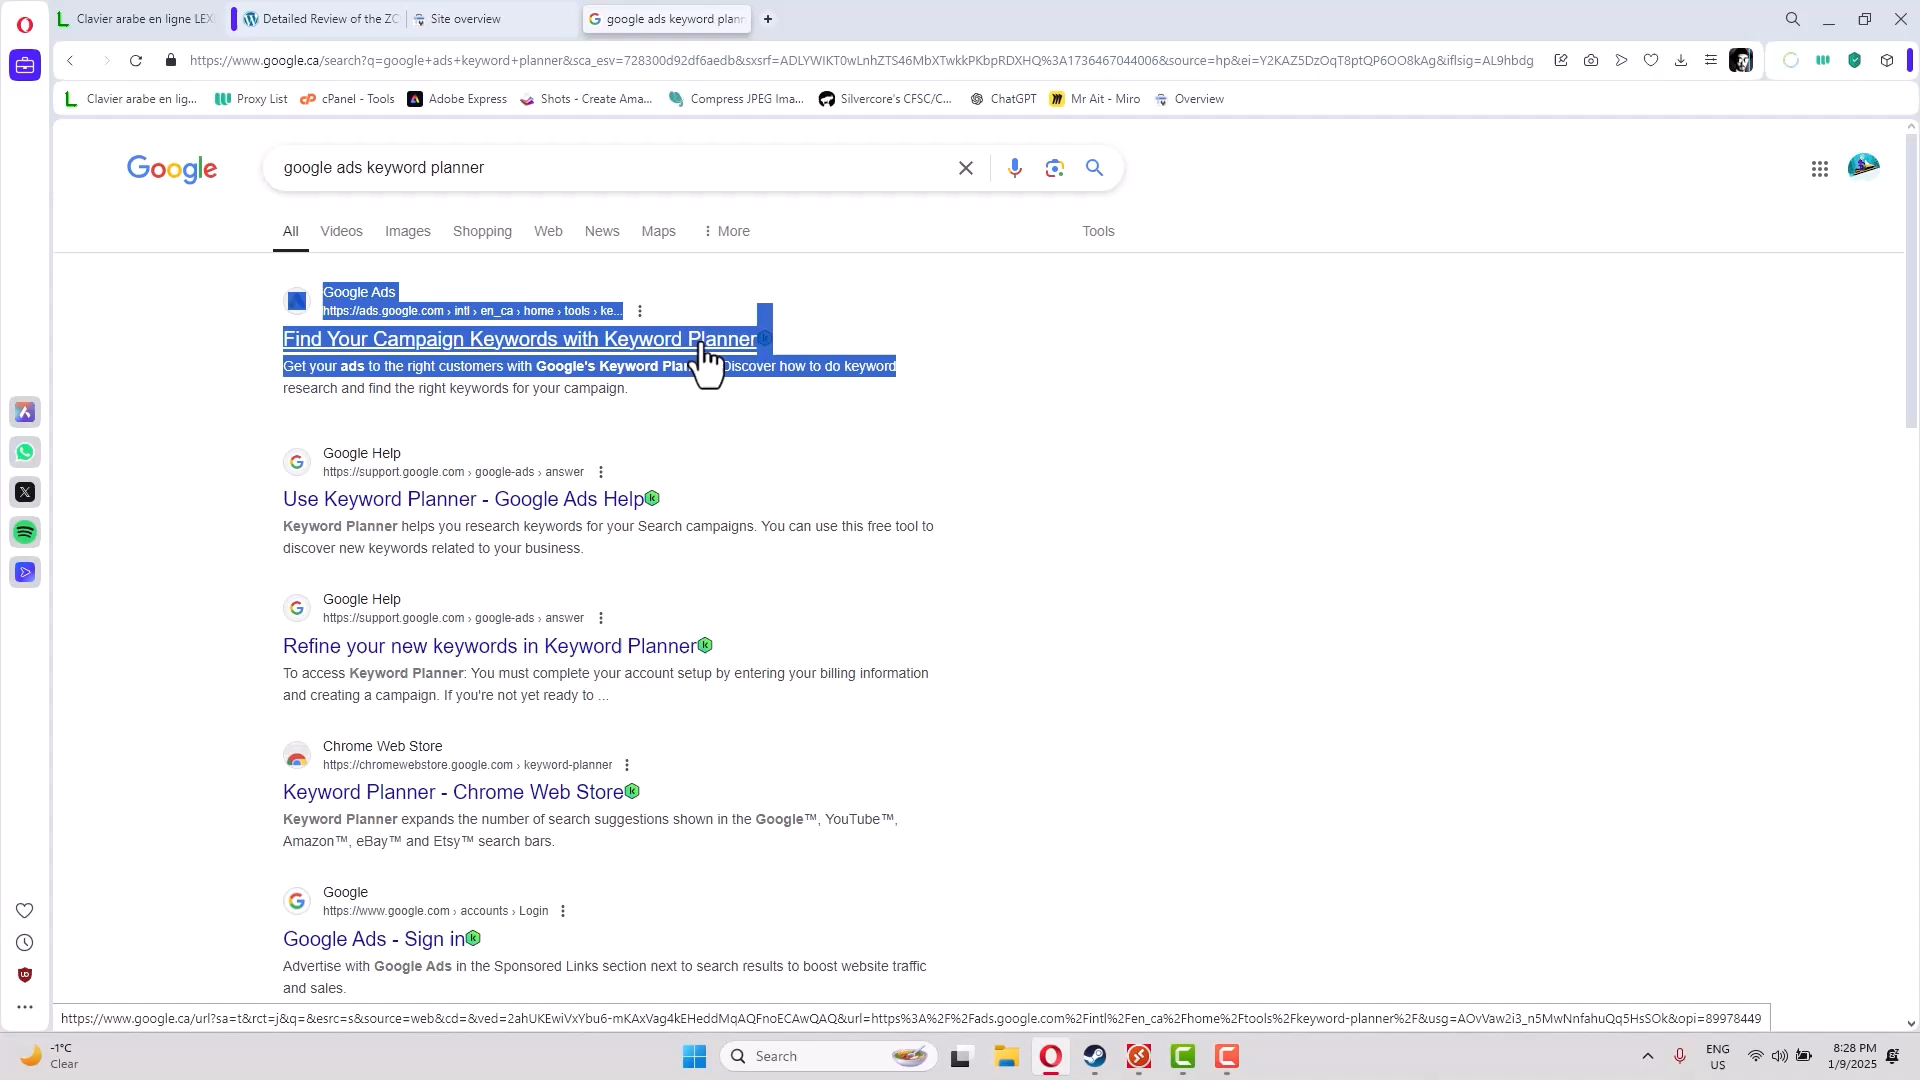 Clavier arabe en ligne LEX
Detailed Review of the ZC
Site overview
google ads keyword plann
https://www.google.ca/search?q=google+ads+keyword+planner&sca_esv=728300d92df6aedb&sxsrf=ADLYWIKT0wLnhZTS46MbXTwkkPKbpRDXHQ%3A1736467044006&source=hp&ei=Y2KAZ5DzOqT8ptQP6OO8kAg&iflsig=AL9hbdg
Clavier arabe en lig...
Proxy List
cPanel - Tools
Adobe Express
Shots - Create Ama...
Compress JPEG Ima...
Silvercore's CFSC/C...
ChatGPT
Mr Ait - Miro
Overview
Google
google ads keyword planner
All
Videos
Images
Shopping
Web
News
Maps
More
Tools
Google Ads
https://ads.google.com › intl › en_ca › home › tools › ke...
Find Your Campaign Keywords with Keyword Planner
Get your ads to the right customers with Google's Keyword Plan Discover how to do keyword
research and find the right keywords for your campaign.
Google Help
https://support.google.com › google-ads › answer
Use Keyword Planner - Google Ads Help
Keyword Planner helps you research keywords for your Search campaigns. You can use this free tool to
discover new keywords related to your business.
Google Help
https://support.google.com › google-ads › answer
Refine your new keywords in Keyword Planner
To access Keyword Planner: You must complete your account setup by entering your billing information
and creating a campaign. If you're not yet ready to ...
Chrome Web Store
https://chromewebstore.google.com › keyword-planner
Keyword Planner - Chrome Web Store
Keyword Planner expands the number of search suggestions shown in the Google™, YouTube™,
Amazon™, eBay™ and Etsy™ search bars.
Google
https://www.google.com › accounts › Login
Google Ads - Sign in
Advertise with Google Ads in the Sponsored Links section next to search results to boost website traffic
and sales.
https://www.google.ca/url?sa=t&rct=j&q=&esrc=s&source=web&cd=&ved=2ahUKEwiVxYbu6-mKAxVag4kEHeddMqAQFnoECAwQAQ&url=https%3A%2F%2Fads.google.com%2Fintl%2Fen_ca%2Fhome%2Ftools%2Fkeyword-planner%2F&usg=AOvVaw2i3_n5MwNnfahuQq5HsSOk&opi=89978449
-1°C
Clear
Search
ENG
US
8:28 PM
1/9/2025